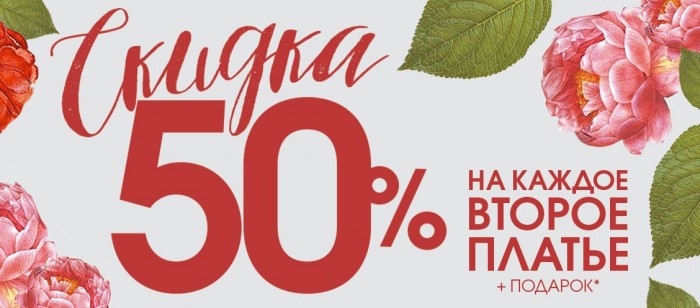 Скидка
50%
НА КАЖДОЕ
ВТОРОЕ
ПЛАТЬЕ
+ ПОДАРОК*